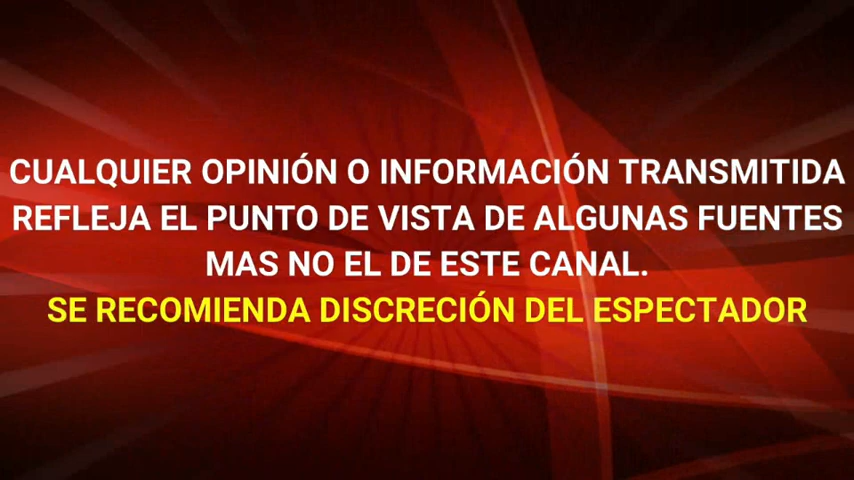 CUALQUIER OPINIÓN O INFORMACIÓN TRANSMITIDA
REFLEJA EL PUNTO DE VISTA DE ALGUNAS FUENTES
MAS NO EL DE ESTE CANAL.
SE RECOMIENDA DISCRECIÓN DEL ESPECTADOR